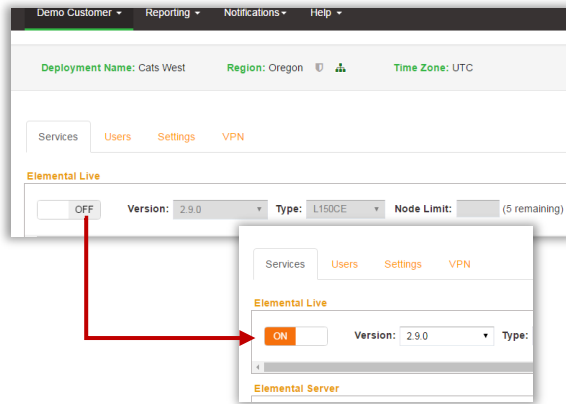 Demo Customer Reporting Notifications Help
Deployment Name: Cats West Region: Oregon Time Zone: UTC
Services Users Settings VPN
Elemental Live
OFF Version: 2.9.0 Type: L150CE Node Limit: (5 remaining)
Services Users Settings VPN
Elemental Live
ON Version: 2.9.0 Type:
Elemental Server